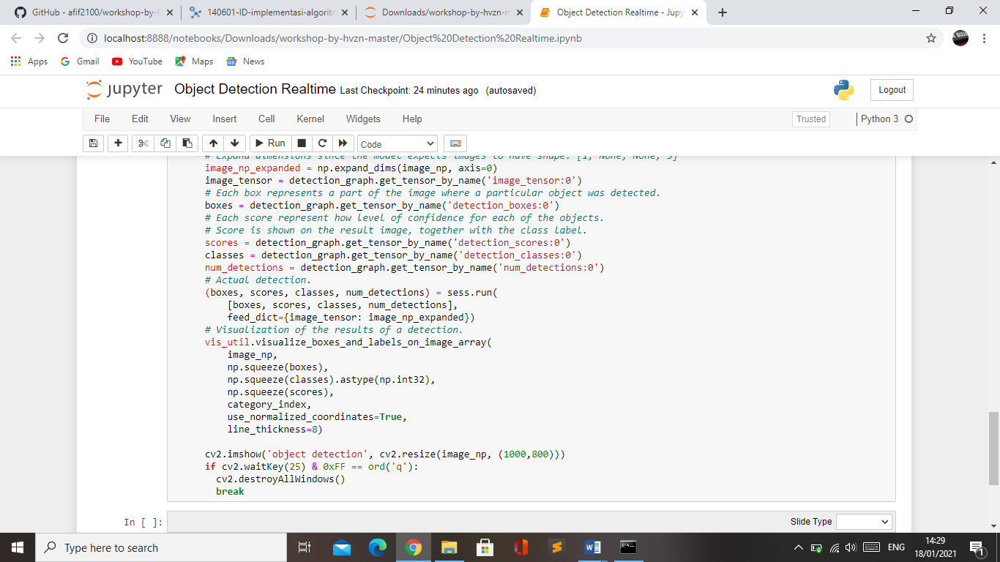 GitHub - afif2100/workshop-by-h
140601-ID-implementasi-algoritm
Downloads/workshop-by-hvzn-m
Object Detection Realtime - Jupy
localhost:8888/notebooks/Downloads/workshop-by-hvzn-master/Object%20Detection%20Realtime.ipynb
Apps Gmail YouTube Maps News
jupyter Object Detection Realtime Last Checkpoint: 24 minutes ago (autosaved) Logout
File Edit View Insert Cell Kernel Widgets Help Trusted Python 3
Run Code
# Expand dimensions since the model expects images to have shape: [1, None, None, 3]
image_np_expanded = np.expand_dims(image_np, axis=0)
image_tensor = detection_graph.get_tensor_by_name('image_tensor:0')
# Each box represents a part of the image where a particular object was detected.
boxes = detection_graph.get_tensor_by_name('detection_boxes:0')
# Each score represent how level of confidence for each of the objects.
# Score is shown on the result image, together with the class label.
scores = detection_graph.get_tensor_by_name('detection_scores:0')
classes = detection_graph.get_tensor_by_name('detection_classes:0')
num_detections = detection_graph.get_tensor_by_name('num_detections:0')
# Actual detection.
(boxes, scores, classes, num_detections) = sess.run(
[boxes, scores, classes, num_detections],
feed_dict={image_tensor: image_np_expanded})
# Visualization of the results of a detection.
vis_util.visualize_boxes_and_labels_on_image_array(
image_np,
np.squeeze(boxes),
np.squeeze(classes).astype(np.int32),
np.squeeze(scores),
category_index,
use_normalized_coordinates=True,
line_thickness=8)
cv2.imshow('object detection', cv2.resize(image_np, (1000,800)))
if cv2.waitKey(25) & 0xFF == ord('q'):
cv2.destroyAllWindows()
break
In [ ]: Slide Type
Type here to search
ENG
14:29
18/01/2021
1